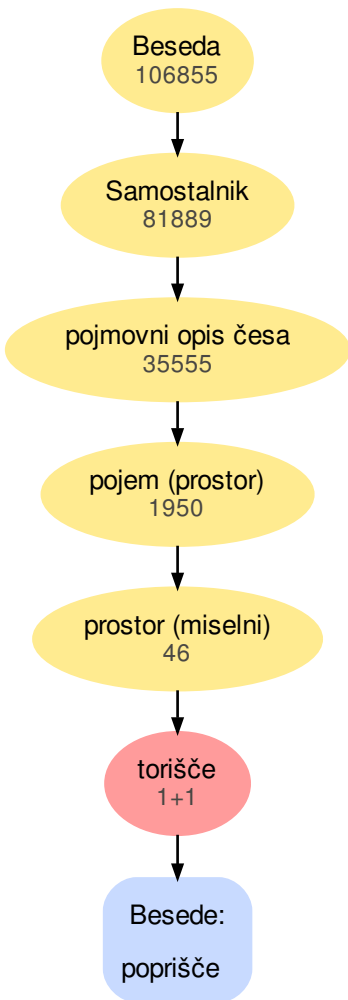 Beseda
106855
Samostalnik
81889
pojmovni opis česa
35555
pojem (prostor)
1950
prostor (miselni)
46
torišče
1+1
Besede:
poprišče